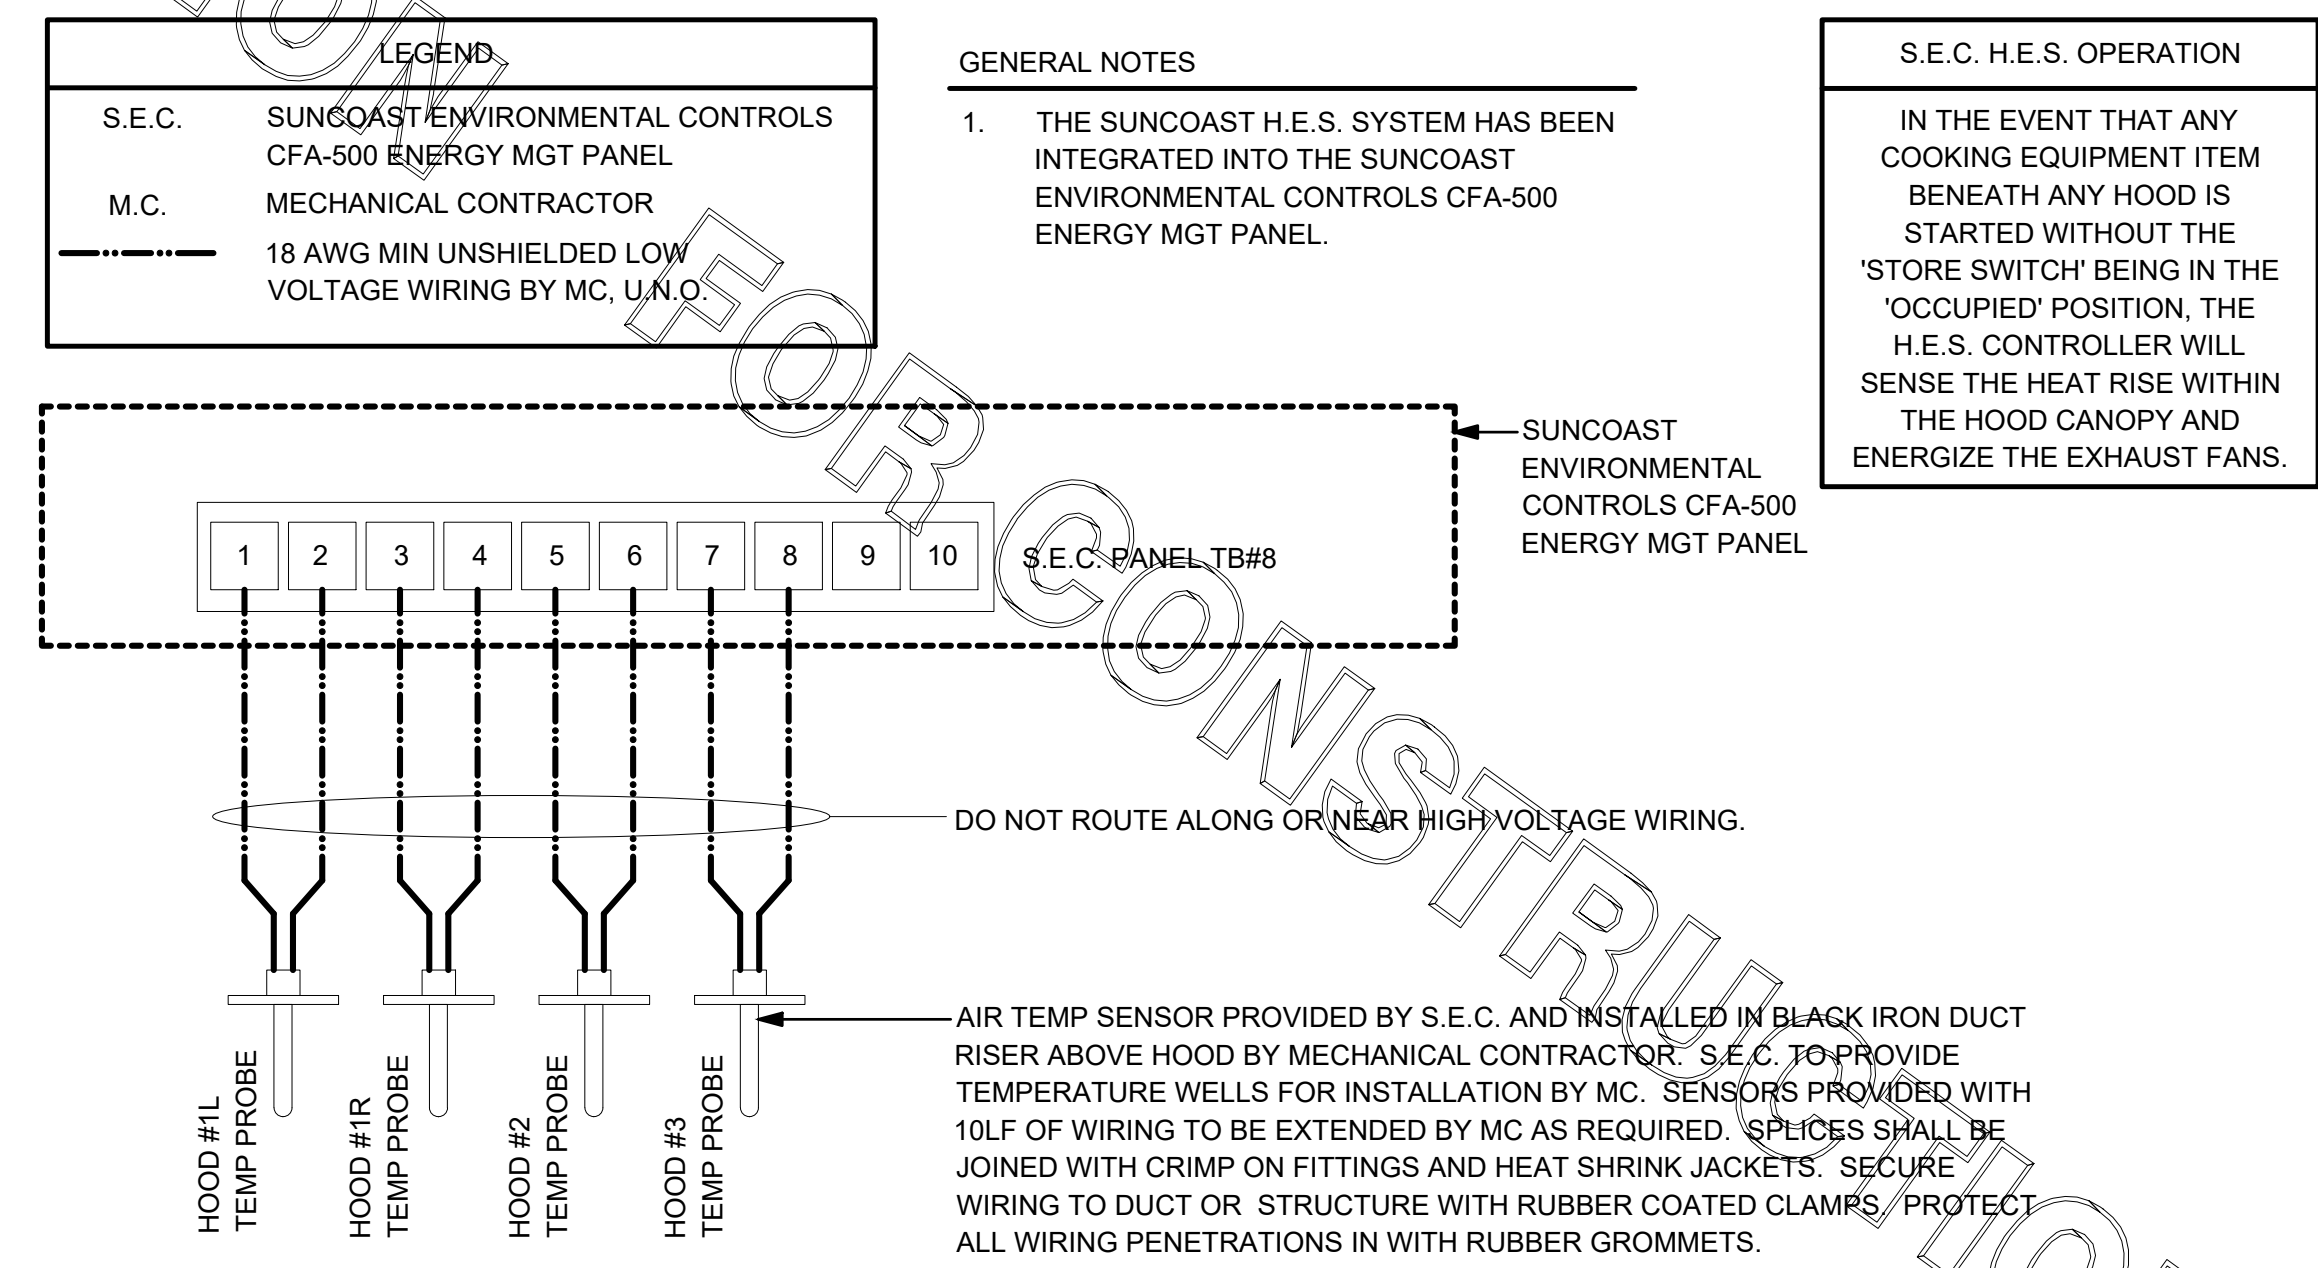 LEGEND
S.E.C. SUNCOAST ENVIRONMENTAL CONTROLS
CFA-500 ENERGY MGT PANEL
M.C. MECHANICAL CONTRACTOR
18 AWG MIN UNSHIELDED LOW
VOLTAGE WIRING BY MC, U.N.O.
GENERAL NOTES
1. THE SUNCOAST H.E.S. SYSTEM HAS BEEN
INTEGRATED INTO THE SUNCOAST
ENVIRONMENTAL CONTROLS CFA-500
ENERGY MGT PANEL.
S.E.C. H.E.S. OPERATION
IN THE EVENT THAT ANY
COOKING EQUIPMENT ITEM
BENEATH ANY HOOD IS
STARTED WITHOUT THE
'STORE SWITCH' BEING IN THE
'OCCUPIED' POSITION, THE
H.E.S. CONTROLLER WILL
SENSE THE HEAT RISE WITHIN
THE HOOD CANOPY AND
ENERGIZE THE EXHAUST FANS.
SUNCOAST
ENVIRONMENTAL
CONTROLS CFA-500
ENERGY MGT PANEL
1 2 3 4 5 6 7 8 9 10 S.E.C. PANEL TB#8
DO NOT ROUTE ALONG OR NEAR HIGH VOLTAGE WIRING.
AIR TEMP SENSOR PROVIDED BY S.E.C. AND INSTALLED IN BLACK IRON DUCT
RISER ABOVE HOOD BY MECHANICAL CONTRACTOR. S.E.C. TO PROVIDE
TEMPERATURE WELLS FOR INSTALLATION BY MC. SENSORS PROVIDED WITH
10LF OF WIRING TO BE EXTENDED BY MC AS REQUIRED. SPLICES SHALL BE
JOINED WITH CRIMP ON FITTINGS AND HEAT SHRINK JACKETS. SECURE
WIRING TO DUCT OR STRUCTURE WITH RUBBER COATED CLAMPS. PROTECT
ALL WIRING PENETRATIONS IN WITH RUBBER GROMMETS.
HOOD #1L
TEMP PROBE
HOOD #1R
TEMP PROBE
HOOD #2
TEMP PROBE
HOOD #3
TEMP PROBE
FOR CONSTRUCTIO